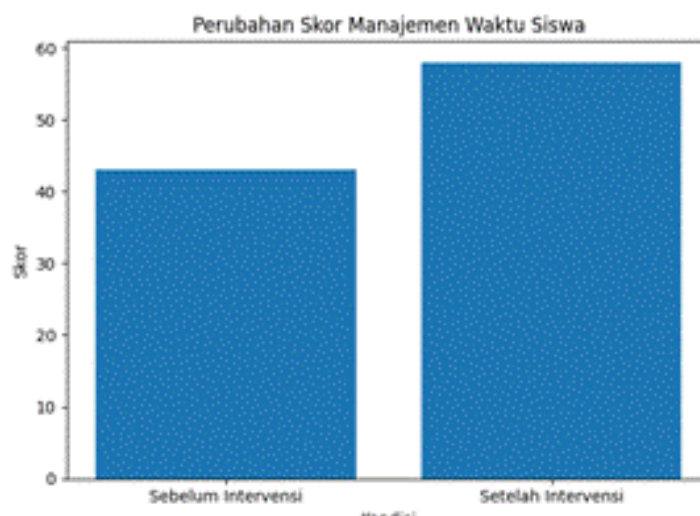 Perubahan Skor Manajemen Waktu Siswa
60
50
40
30
20
10
0
Skor
Sebelum Intervensi
Setelah Intervensi